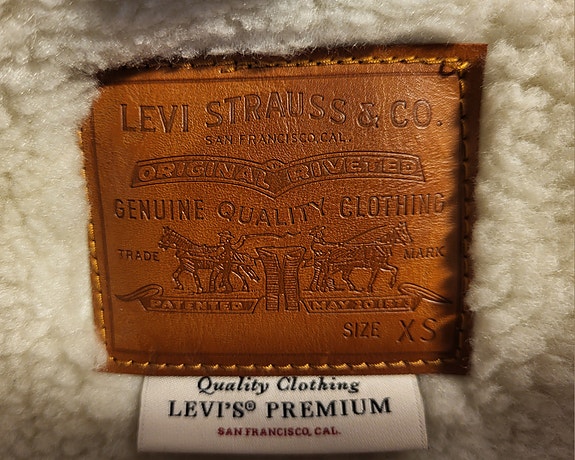 LEVI STRAUSS & CO.
SAN FRANCISCO, CAL.
ORIGINAL RIVETED
GENUINE QUALITY CLOTHING
TRADE MARK
PATENTED MAY 20 1873
SIZE XS
Quality Clothing
LEVI'S® PREMIUM
SAN FRANCISCO, CAL.